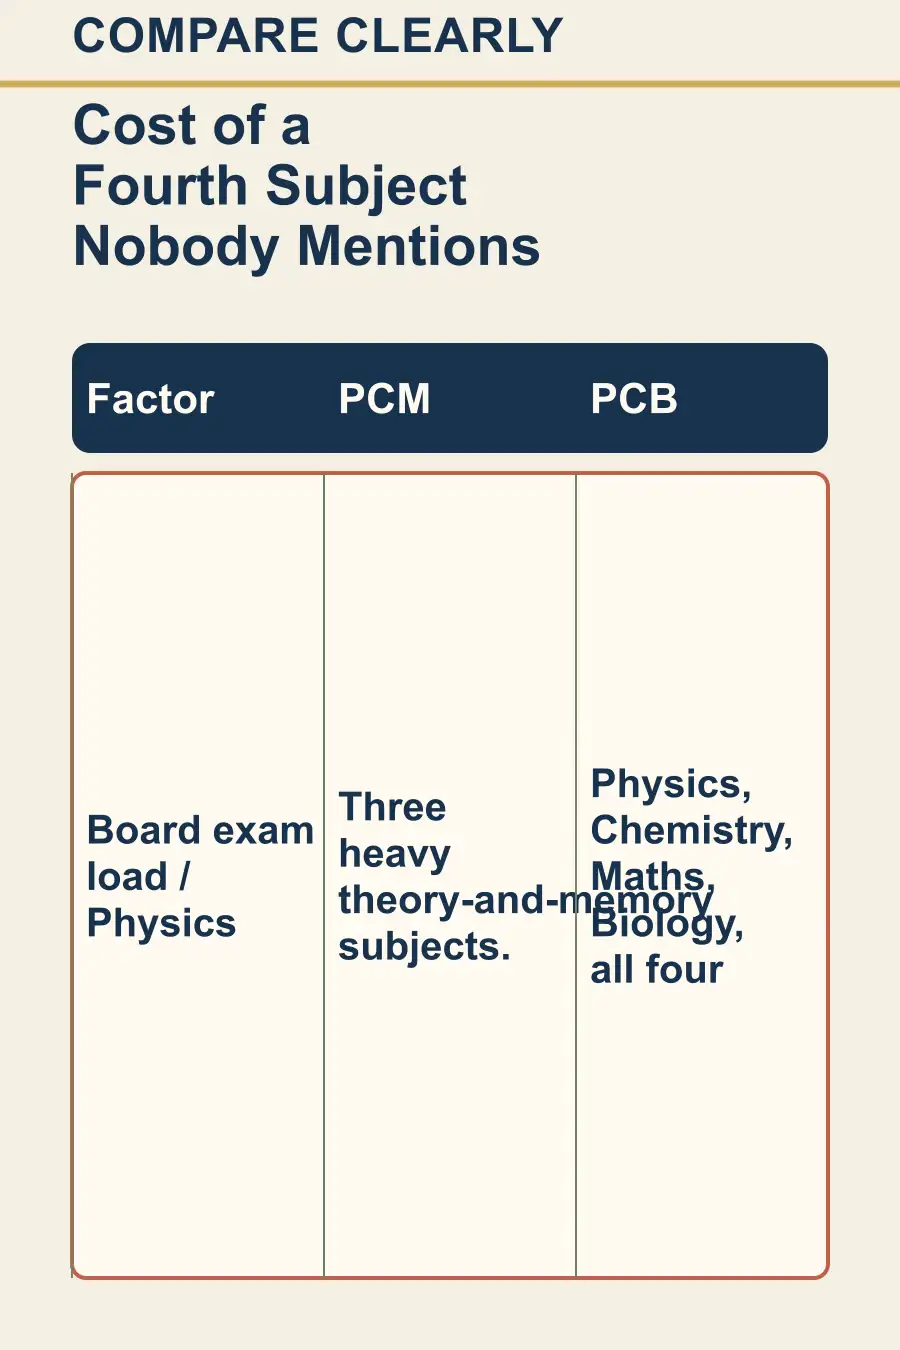 COMPARE CLEARLY
Cost of a
Fourth Subject
Nobody Mentions
Factor
PCM
PCB
Board exam
load /
Physics
Three
heavy
theory-and-memory
subjects.
Physics,
Chemistry,
Maths,
Biology,
all four